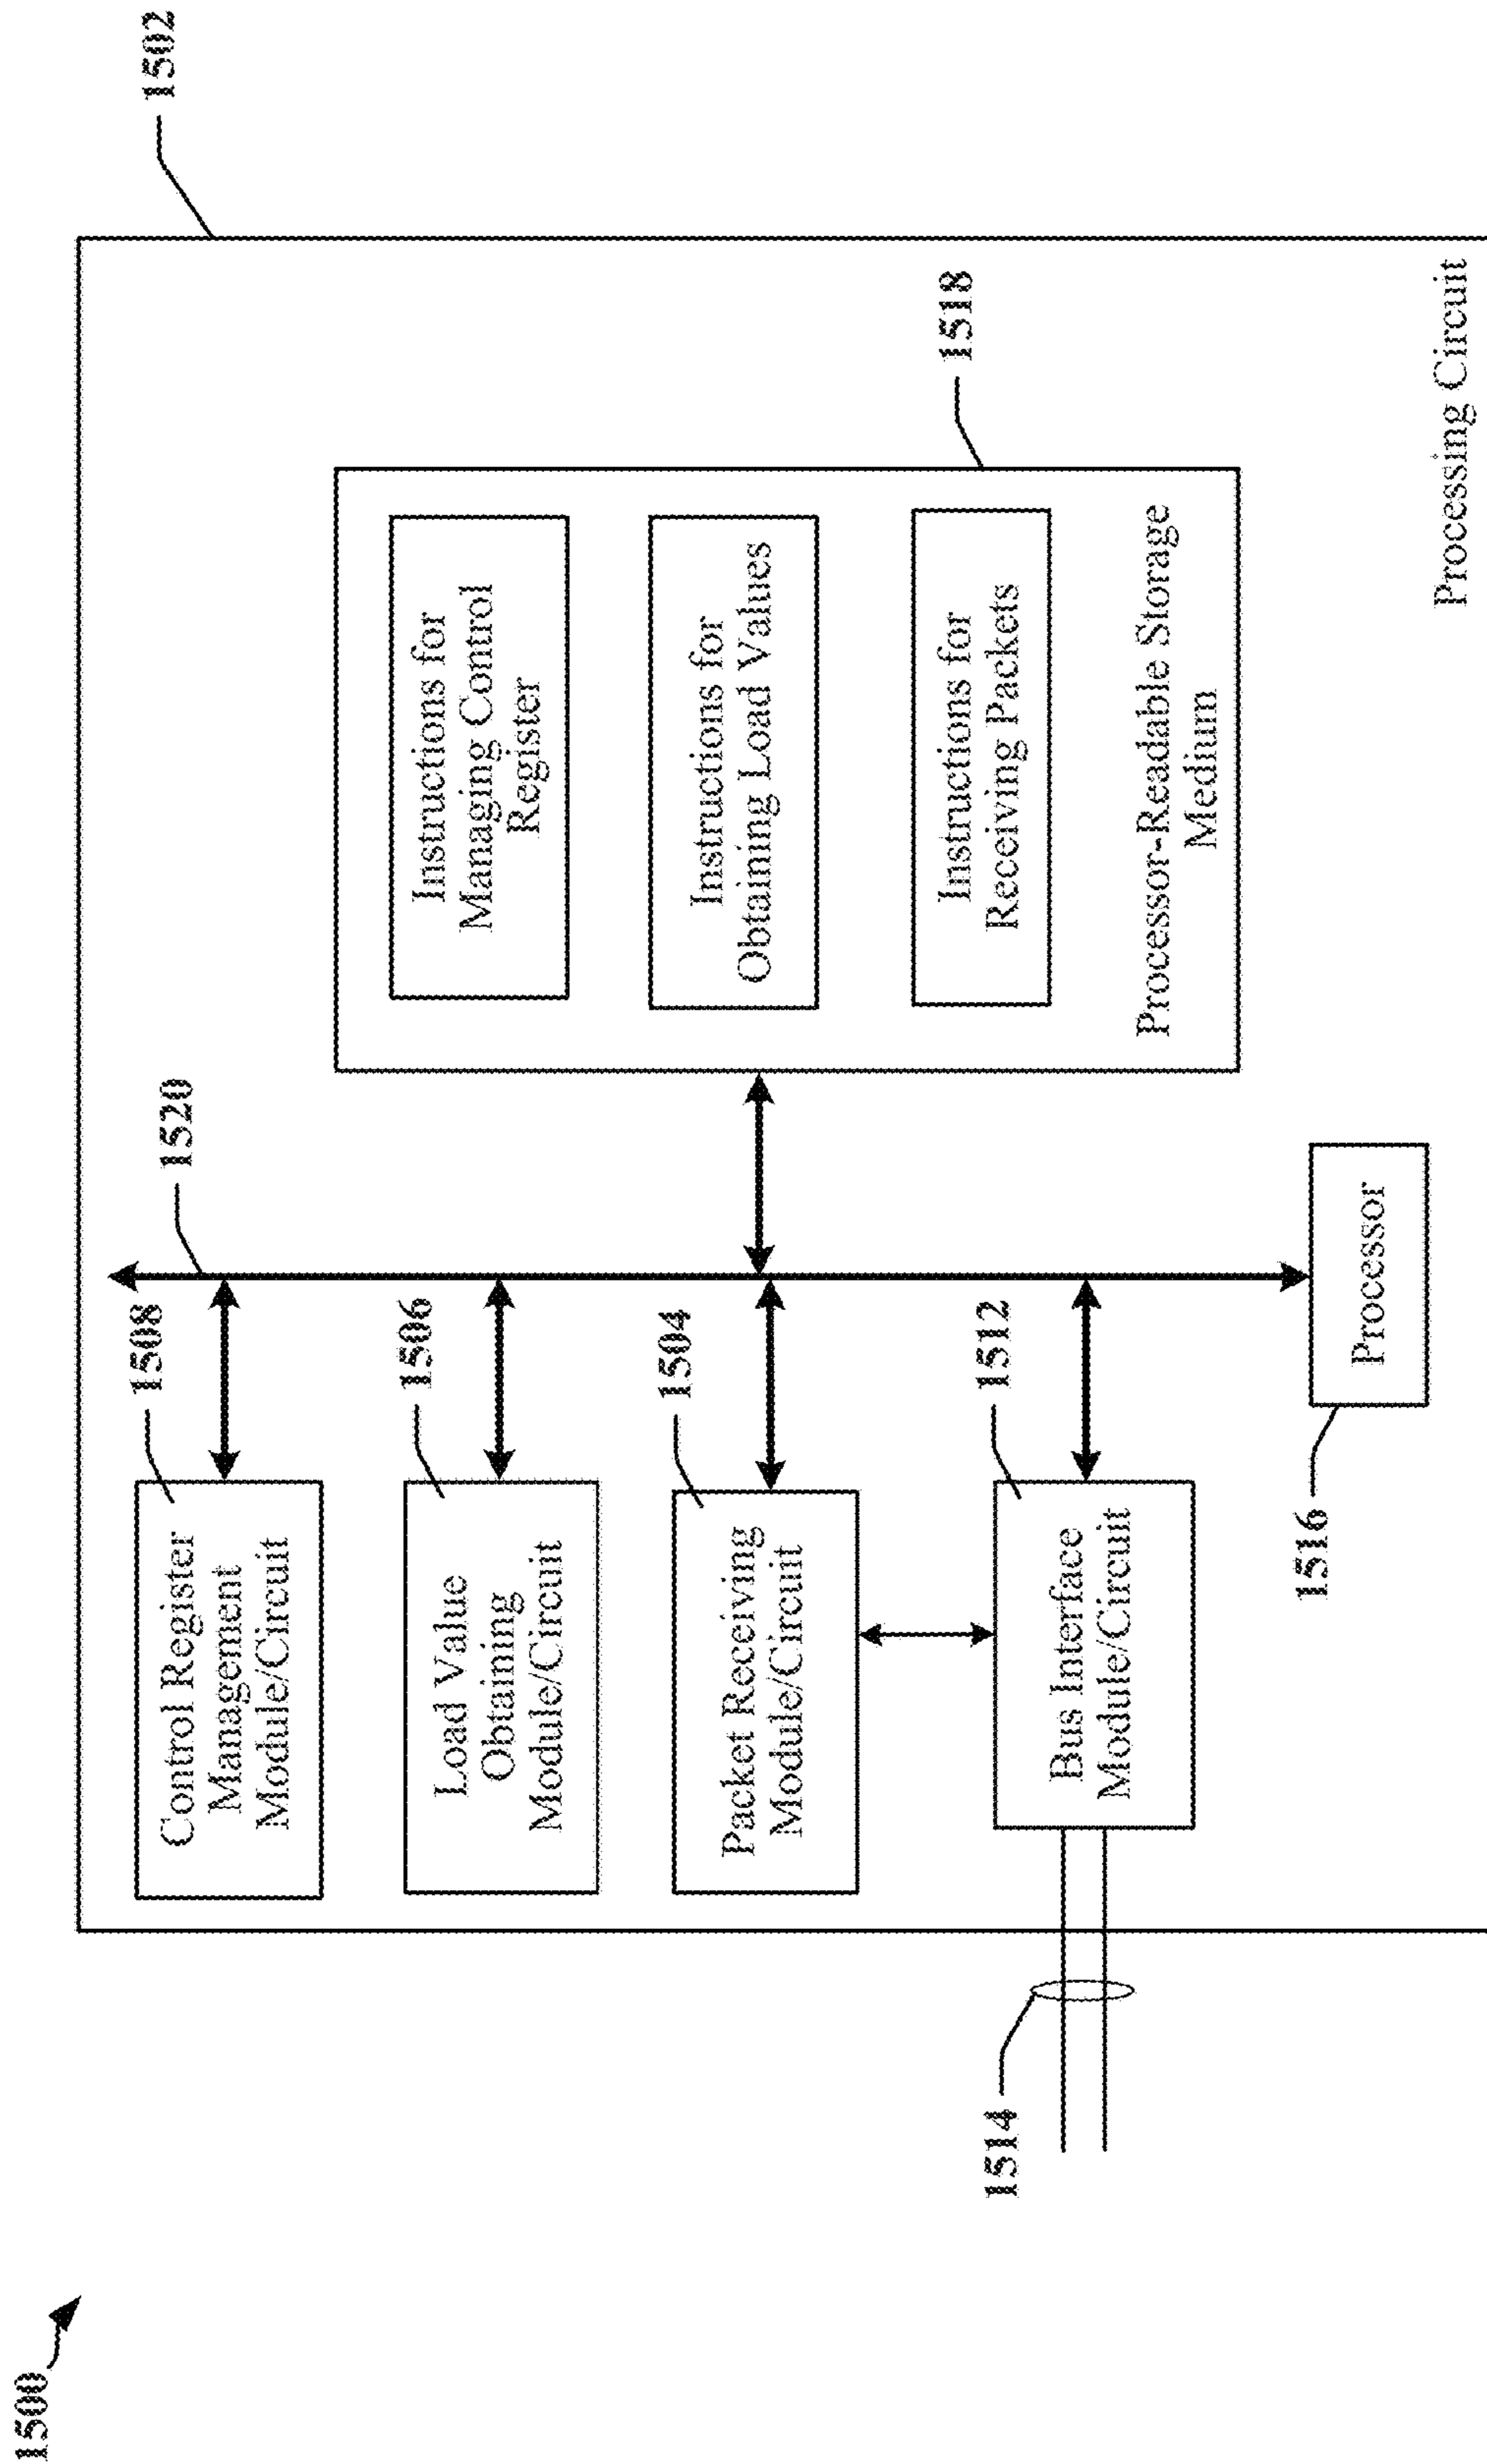 1500
1502
1520
1508
Control Register
Management
Module/Circuit
1506
Load Value
Obtaining
Module/Circuit
1504
Packet Receiving
Module/Circuit
1512
Bus Interface
Module/Circuit
1514
1516
Processor
1518
Instructions for
Managing Control
Register
Instructions for
Obtaining Load Values
Instructions for
Receiving Packets
Processor-Readable Storage
Medium
Processing Circuit